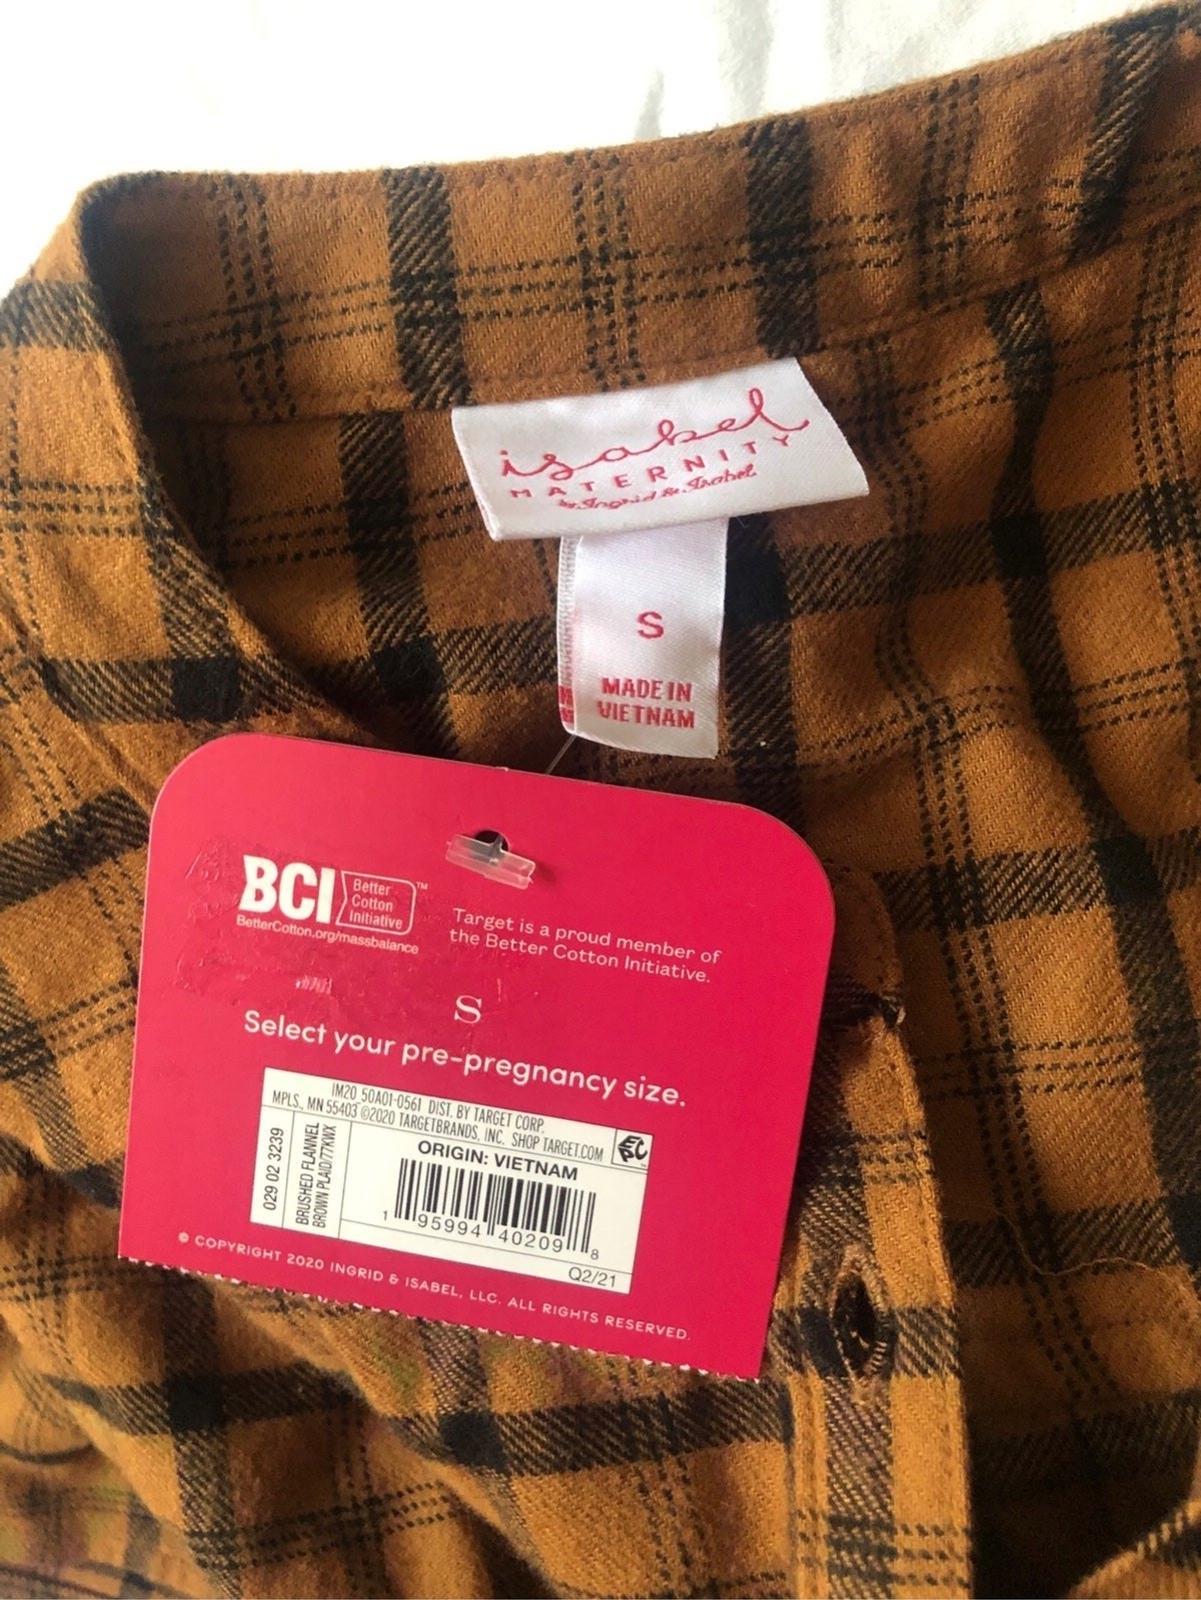 isabel
MATERNITY
by Ingrid & Isabel
S
MADE IN
VIETNAM
BCI Better Cotton Initiative™
BetterCotton.org/massbalance
Target is a proud member of
the Better Cotton Initiative.
S
Select your pre-pregnancy size.
IM20 50A01-0561 DIST. BY TARGET CORP.
MPLS., MN 55403 ©2020 TARGETBRANDS, INC. SHOP TARGET.COM
029 02 3239
BRUSHED FLANNEL
BROWN PLAID/77KWX
ORIGIN: VIETNAM
1 95994 40209 8
Q2/21
© COPYRIGHT 2020 INGRID & ISABEL, LLC. ALL RIGHTS RESERVED.